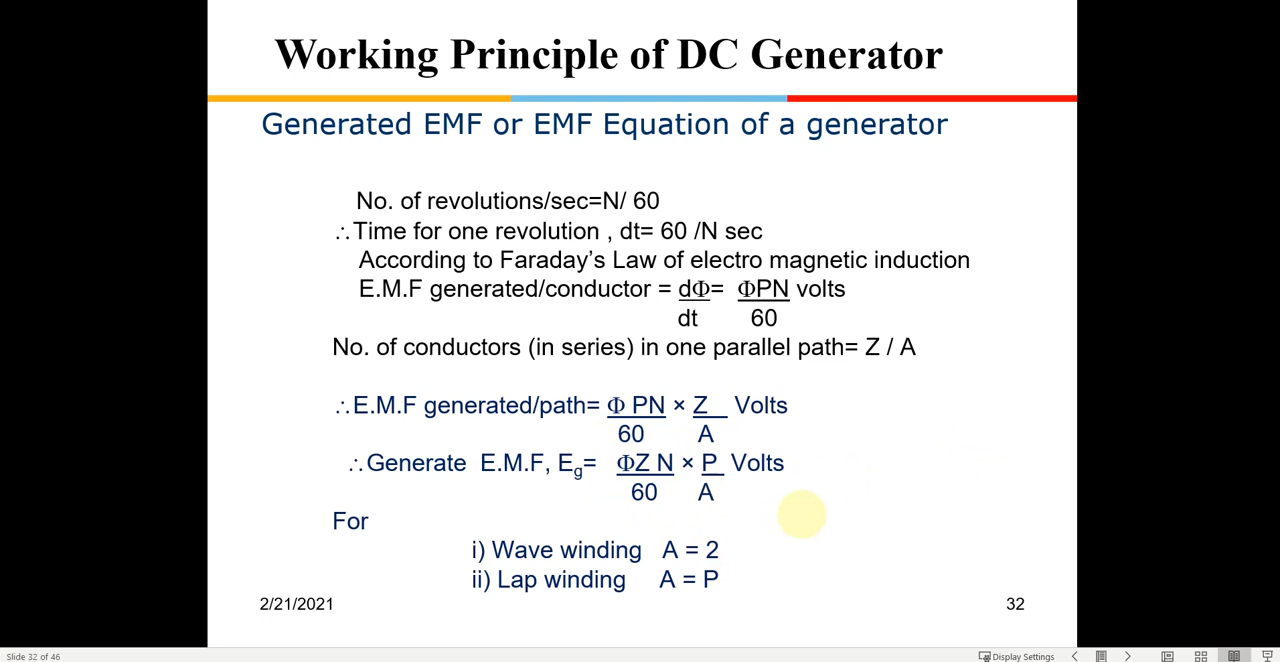 Working Principle of DC Generator
Generated EMF or EMF Equation of a generator
No. of revolutions/sec=N/ 60
∴Time for one revolution , dt= 60 /N sec
According to Faraday's Law of electro magnetic induction
E.M.F generated/conductor = dΦ= ΦPN volts
dt 60
No. of conductors (in series) in one parallel path= Z / A
∴E.M.F generated/path= Φ PN × Z Volts
60 A
∴Generate E.M.F, Eg= ΦZ N × P Volts
60 A
For
i) Wave winding A = 2
ii) Lap winding A = P
2/21/2021
32
Slide 32 of 46
Display Settings